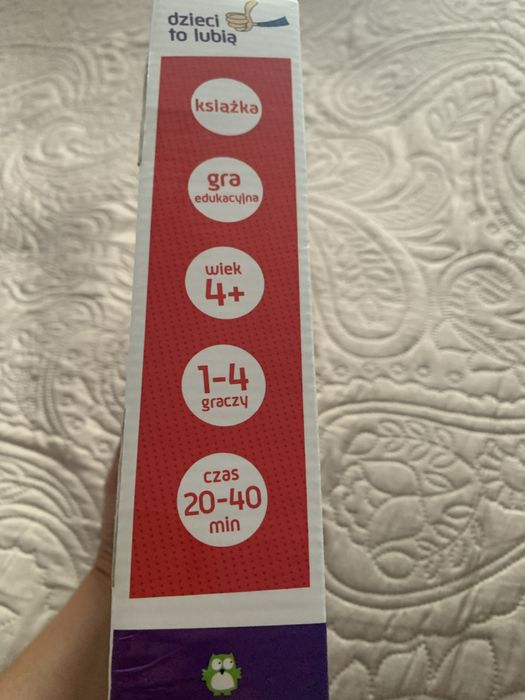 dzieci
to lubią
książka
gra
edukacyjna
wiek
4+
1-4
graczy
czas
20-40
min